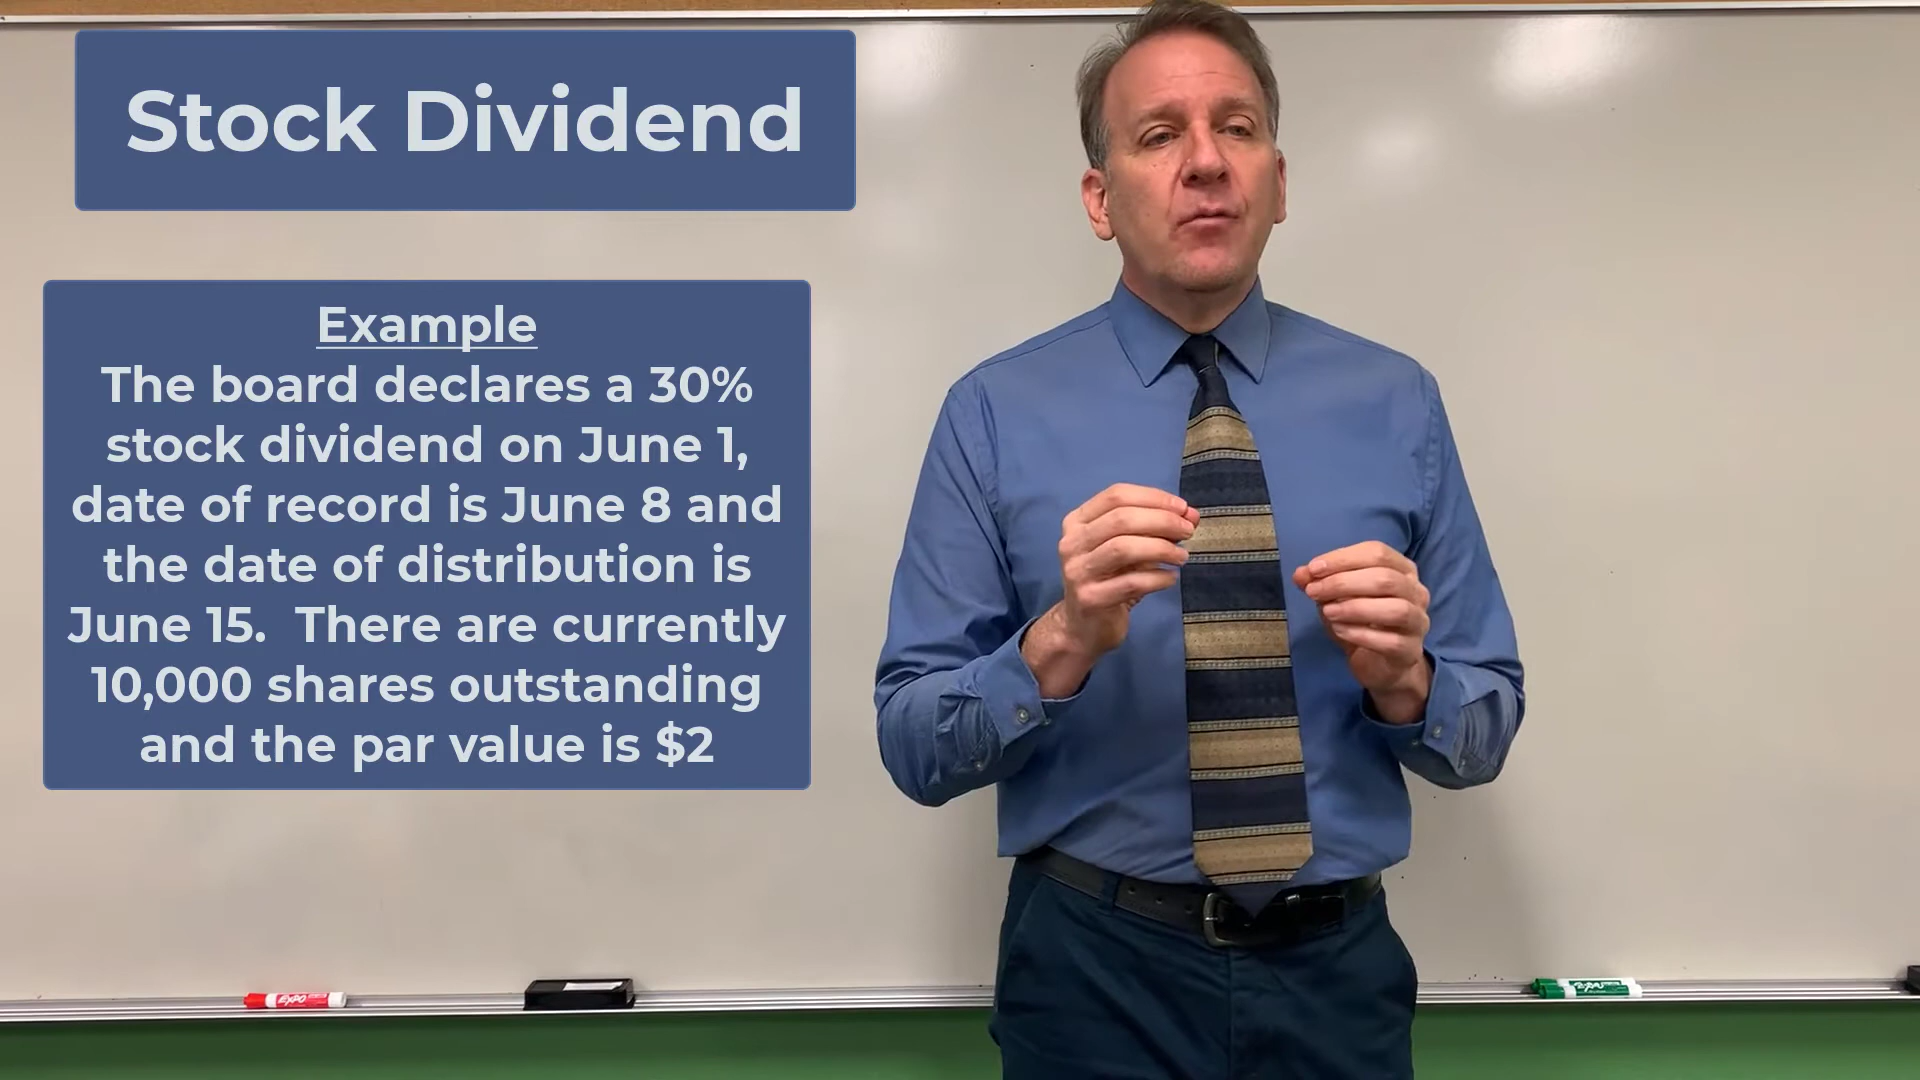 Stock Dividend
Example
The board declares a 30%
stock dividend on June 1,
date of record is June 8 and
the date of distribution is
June 15.  There are currently
10,000 shares outstanding
and the par value is $2
EXPO
EXPO